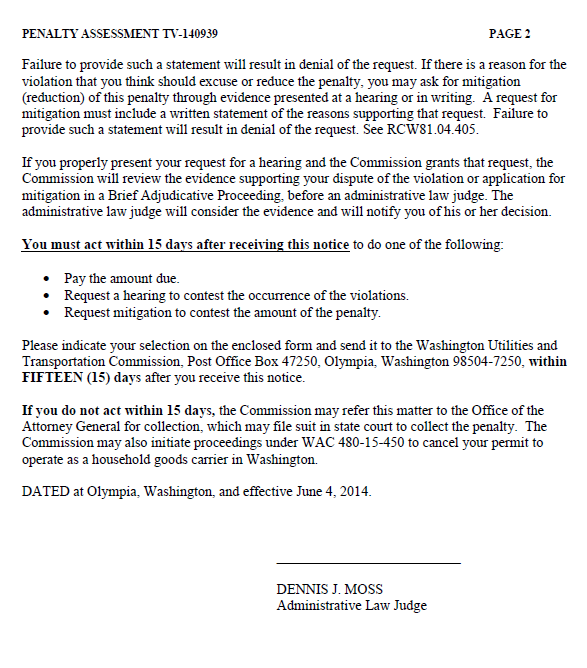 PENALTY ASSESSMENT TV-140939 PAGE 2
Failure to provide such a statement will result in denial of the request. If there is a reason for the
violation that you think should excuse or reduce the penalty, you may ask for mitigation
(reduction) of this penalty through evidence presented at a hearing or in writing.  A request for
mitigation must include a written statement of the reasons supporting that request.  Failure to
provide such a statement will result in denial of the request. See RCW81.04.405.
If you properly present your request for a hearing and the Commission grants that request, the
Commission will review the evidence supporting your dispute of the violation or application for
mitigation in a Brief Adjudicative Proceeding, before an administrative law judge. The
administrative law judge will consider the evidence and will notify you of his or her decision.
You must act within 15 days after receiving this notice to do one of the following:
• Pay the amount due.
• Request a hearing to contest the occurrence of the violations.
• Request mitigation to contest the amount of the penalty.
Please indicate your selection on the enclosed form and send it to the Washington Utilities and
Transportation Commission, Post Office Box 47250, Olympia, Washington 98504-7250, within
FIFTEEN (15) days after you receive this notice.
If you do not act within 15 days, the Commission may refer this matter to the Office of the
Attorney General for collection, which may file suit in state court to collect the penalty.  The
Commission may also initiate proceedings under WAC 480-15-450 to cancel your permit to
operate as a household goods carrier in Washington.
DATED at Olympia, Washington, and effective June 4, 2014.
DENNIS J. MOSS
Administrative Law Judge